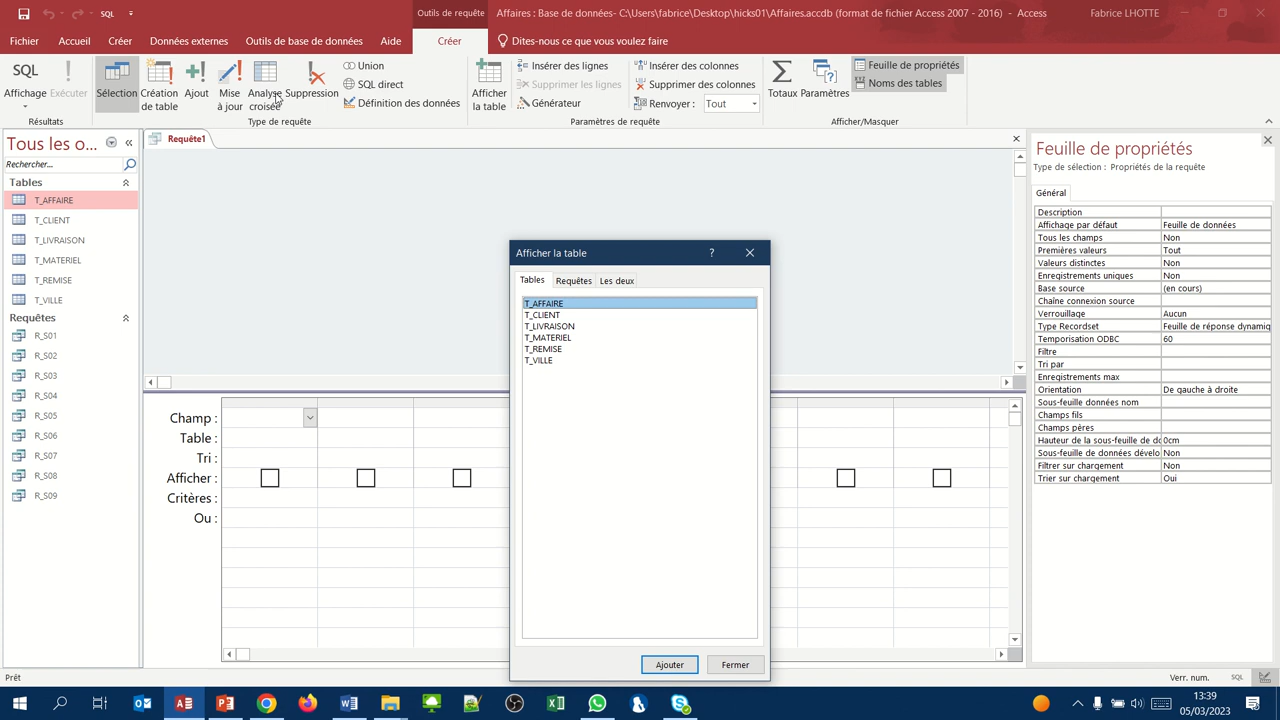 SQL
Outils de requête
Affaires : Base de données- C:\Users\fabrice\Desktop\hicks01\Affaires.accdb (format de fichier Access 2007 - 2016) - Access
Fabrice LHOTTE
Fichier
Accueil
Créer
Données externes
Outils de base de données
Aide
Créer
Dites-nous ce que vous voulez faire
SQL
Affichage
Exécuter
Résultats
Sélection
Création de table
Ajout
Mise à jour
Analyse croisée
Suppression
Union
SQL direct
Définition des données
Type de requête
Afficher la table
Insérer des lignes
Supprimer les lignes
Générateur
Insérer des colonnes
Supprimer des colonnes
Renvoyer : Tout
Paramètres de requête
Totaux
Paramètres
Feuille de propriétés
Noms des tables
Afficher/Masquer
Tous les o...
Rechercher...
Tables
T_AFFAIRE
T_CLIENT
T_LIVRAISON
T_MATERIEL
T_REMISE
T_VILLE
Requêtes
R_S01
R_S02
R_S03
R_S04
R_S05
R_S06
R_S07
R_S08
R_S09
Requête1
Champ :
Table :
Tri :
Afficher :
Critères :
Ou :
Afficher la table
?
Tables
Requêtes
Les deux
T_AFFAIRE
T_CLIENT
T_LIVRAISON
T_MATERIEL
T_REMISE
T_VILLE
Ajouter
Fermer
Feuille de propriétés
Type de sélection : Propriétés de la requête
Général
Description
Affichage par défaut Feuille de données
Tous les champs Non
Premières valeurs Tout
Valeurs distinctes Non
Enregistrements uniques Non
Base source (en cours)
Chaîne connexion source
Verrouillage Aucun
Type Recordset Feuille de réponse dynamiq
Temporisation ODBC 60
Filtre
Tri par
Enregistrements max
Orientation De gauche à droite
Sous-feuille données nom
Champs fils
Champs pères
Hauteur de la sous-feuille de do 0cm
Sous-feuille de données dévelo Non
Filtrer sur chargement Non
Trier sur chargement Oui
Prêt
Verr. num.
SQL
13:39
05/03/2023